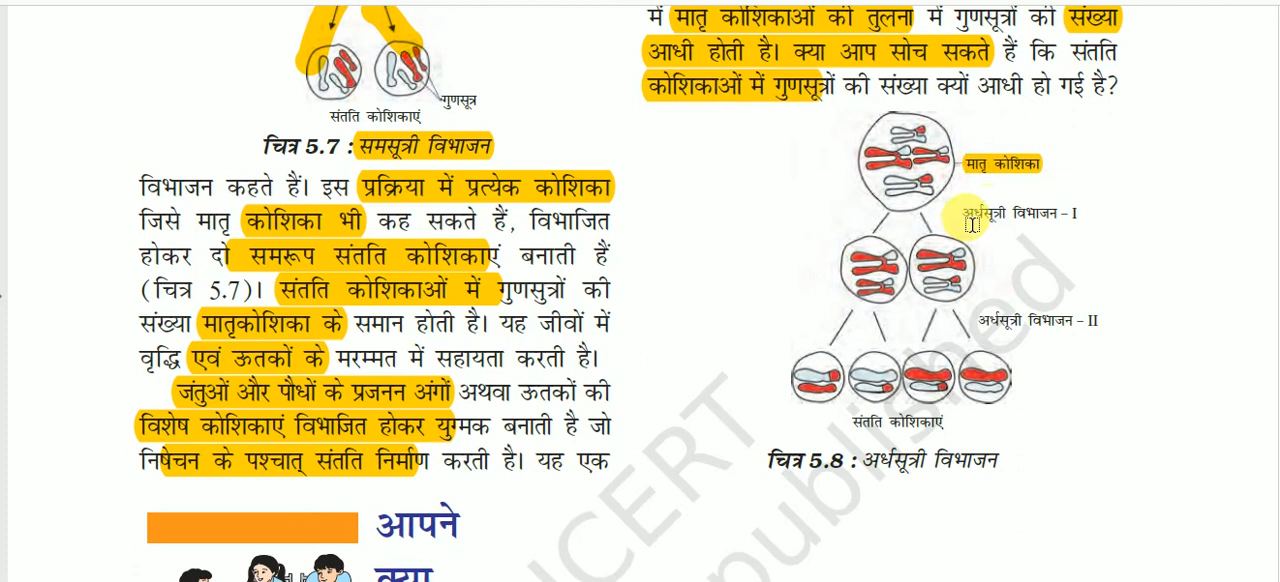 गुणसूत्र
संतति कोशिकाएं
चित्र 5.7 : समसूत्री विभाजन
विभाजन कहते हैं। इस प्रक्रिया में प्रत्येक कोशिका
जिसे मातृ कोशिका भी कह सकते हैं, विभाजित
होकर दो समरूप संतति कोशिकाएं बनाती हैं
(चित्र 5.7)। संतति कोशिकाओं में गुणसुत्रों की
संख्या मातृकोशिका के समान होती है। यह जीवों में
वृद्धि एवं ऊतकों के मरम्मत में सहायता करती है।
जंतुओं और पौधों के प्रजनन अंगों अथवा ऊतकों की
विशेष कोशिकाएं विभाजित होकर युग्मक बनाती है जो
निषेचन के पश्चात् संतति निर्माण करती है। यह एक
आपने
क्या
में मातृ कोशिकाओं की तुलना में गुणसूत्रों की संख्या
आधी होती है। क्या आप सोच सकते हैं कि संतति
कोशिकाओं में गुणसूत्रों की संख्या क्यों आधी हो गई है?
मातृ कोशिका
अर्धसूत्री विभाजन – I
अर्धसूत्री विभाजन – II
संतति कोशिकाएं
चित्र 5.8 : अर्धसूत्री विभाजन
NCERT
published